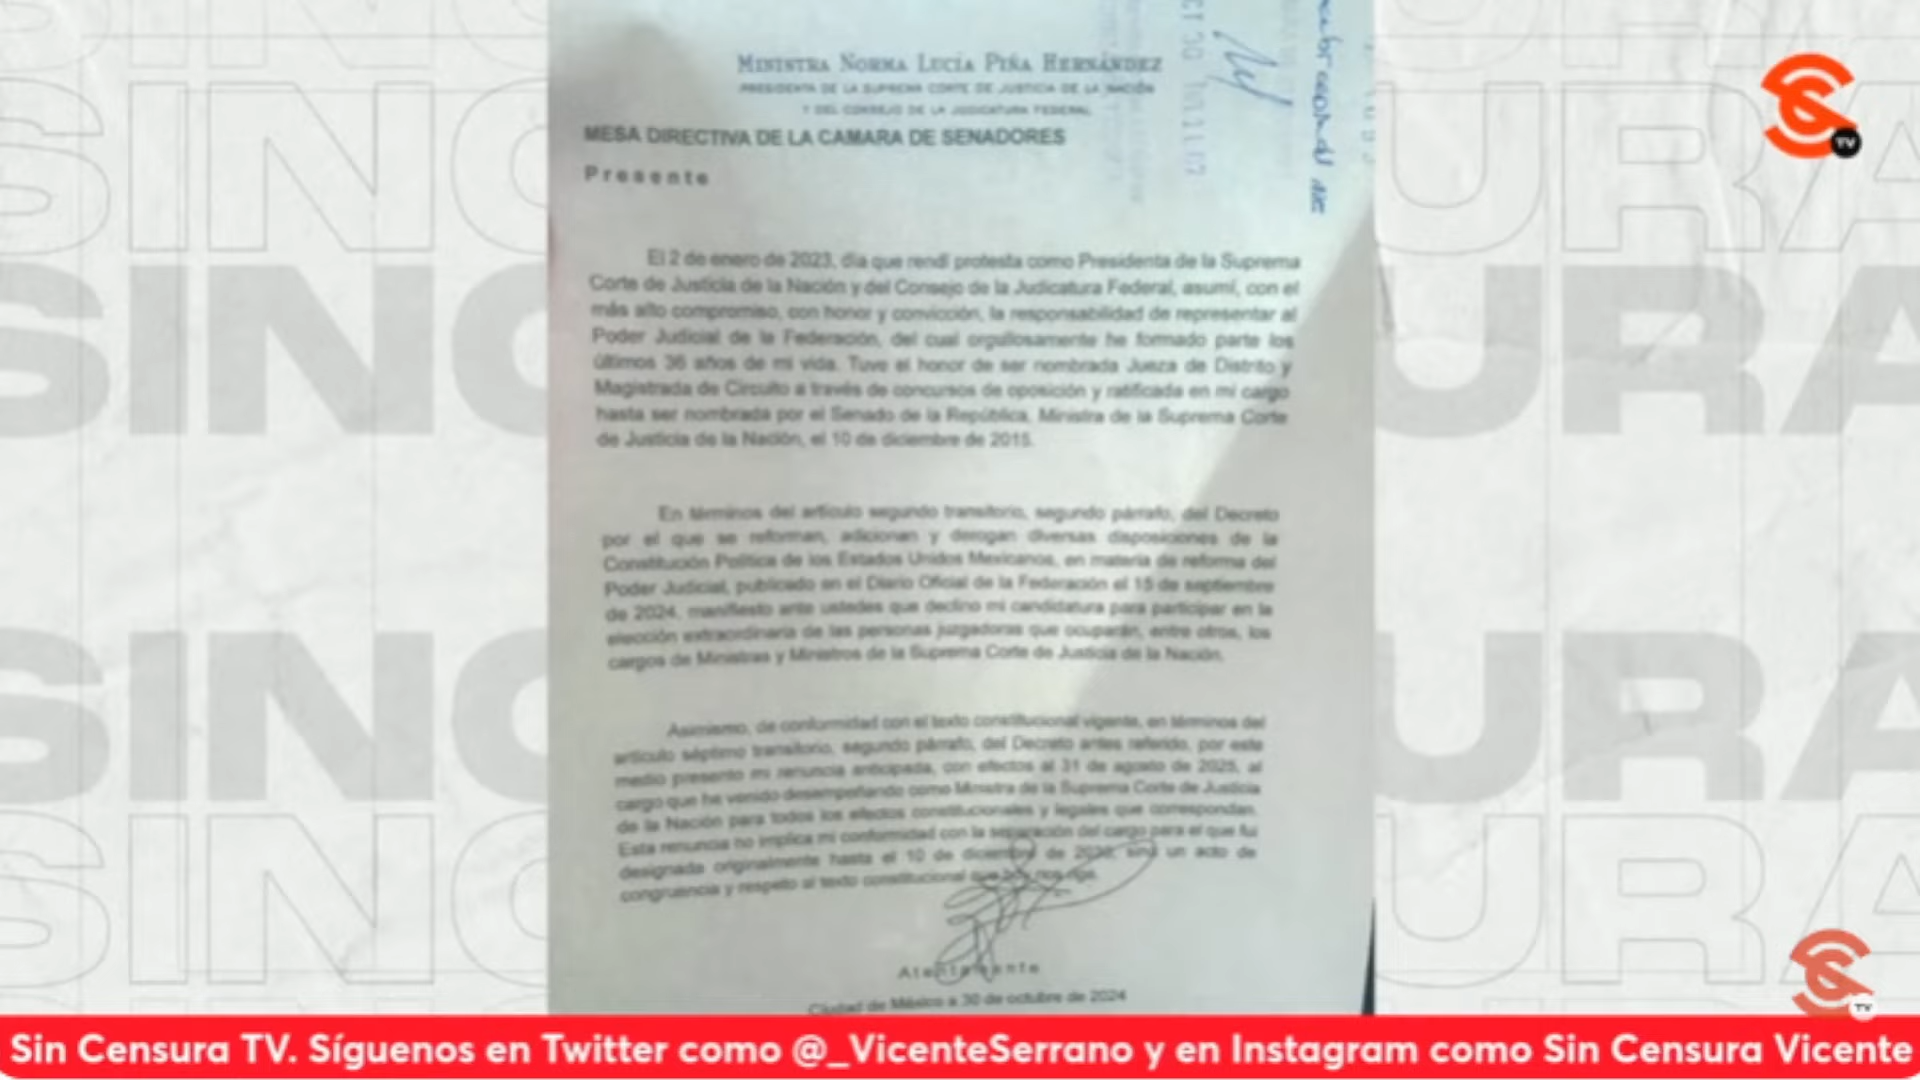 MINISTRA NORMA LUCÍA PIÑA HERNÁNDEZ
PRESIDENTA DE LA SUPREMA CORTE DE JUSTICIA DE LA NACIÓN
Y DEL CONSEJO DE LA JUDICATURA FEDERAL
MESA DIRECTIVA DE LA CAMARA DE SENADORES
Presente
El 2 de enero de 2023, día que rendí protesta como Presidenta de la Suprema
Corte de Justicia de la Nación y del Consejo de la Judicatura Federal, asumí, con el
más alto compromiso, con honor y convicción, la responsabilidad de representar al
Poder Judicial de la Federación, del cual orgullosamente he formado parte los
últimos 36 años de mi vida. Tuve el honor de ser nombrada Jueza de Distrito y
Magistrada de Circuito a través de concursos de oposición y ratificada en mi cargo
hasta ser nombrada por el Senado de la República, Ministra de la Suprema Corte
de Justicia de la Nación, el 10 de diciembre de 2015.
En términos del artículo segundo transitorio, segundo párrafo, del Decreto
por el que se reforman, adicionan y derogan diversas disposiciones de la
Constitución Política de los Estados Unidos Mexicanos, en materia de reforma del
Poder Judicial, publicado en el Diario Oficial de la Federación el 15 de septiembre
de 2024, manifiesto ante ustedes que declino mi candidatura para participar en la
elección extraordinaria de las personas juzgadoras que ocuparán, entre otros, los
cargos de Ministras y Ministros de la Suprema Corte de Justicia de la Nación.
Asimismo, de conformidad con el texto constitucional vigente, en términos del
artículo séptimo transitorio, segundo párrafo, del Decreto antes referido, por este
medio presento mi renuncia anticipada, con efectos al 31 de agosto de 2025, al
cargo que he venido desempeñando como Ministra de la Suprema Corte de Justicia
de la Nación para todos los efectos constitucionales y legales que correspondan.
Esta renuncia no implica mi conformidad con la separación del cargo para el que fui
designada originalmente hasta el 10 de diciembre de sino un acto de
congruencia y respeto al texto constitucional que hoy nos rige.
Atentamente
Ciudad de México a 30 de octubre de 2024
TV
TV
Sin Censura TV. Síguenos en Twitter como @_VicenteSerrano y en Instagram como Sin Censura Vicente